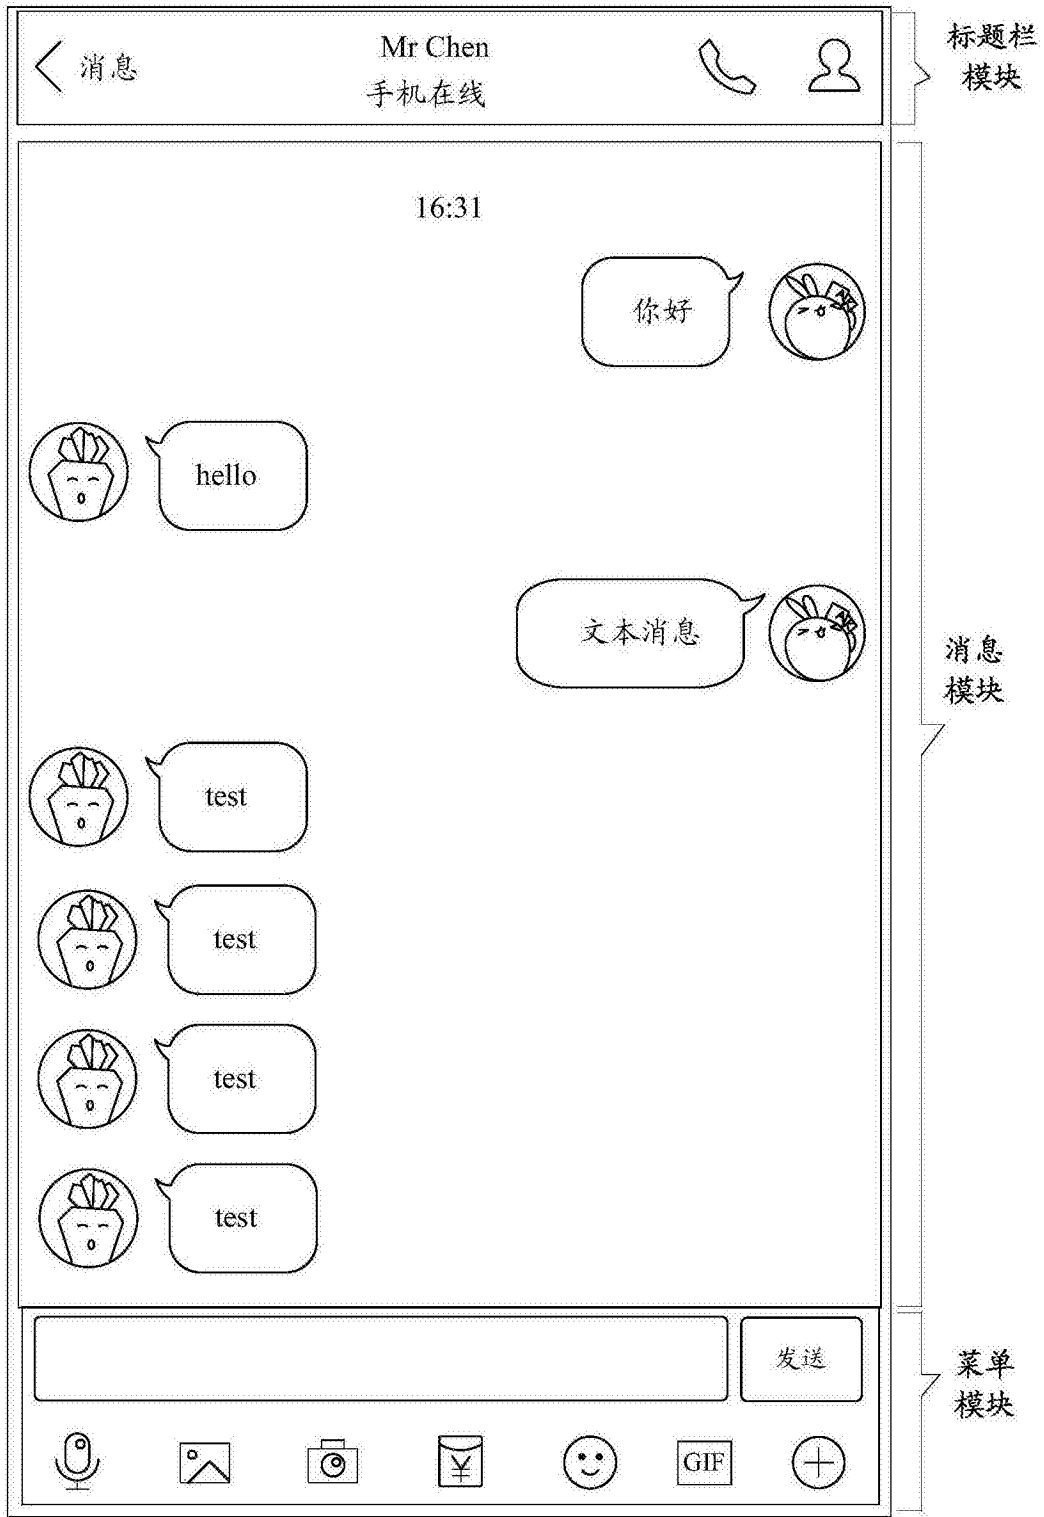 消息
Mr Chen
手机在线
标题栏
模块
16:31
你好
hello
文本消息
消息
模块
test
test
test
test
发送
菜单
模块
¥
GIF